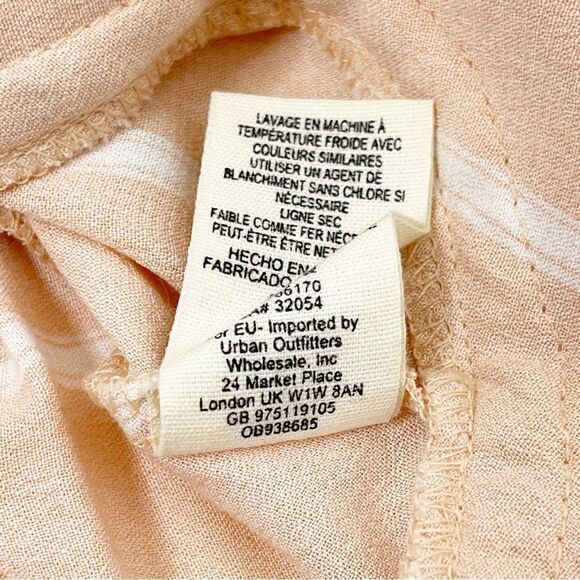 LAVAGE EN MACHINE À
TEMPÉRATURE FROIDE AVEC
COULEURS SIMILAIRES
UTILISER UN AGENT DE
BLANCHIMENT SANS CHLORE SI
NÉCESSAIRE
LIGNE SEC
FAIBLE COMME FER
PEUT-ÊTRE ÊTRE
HECHO EN
FABRICADO
32054
EU- Imported by
Urban Outfitters
Wholesale, Inc
24 Market Place
London UK W1W 8AN
GB 975119105
OB938685